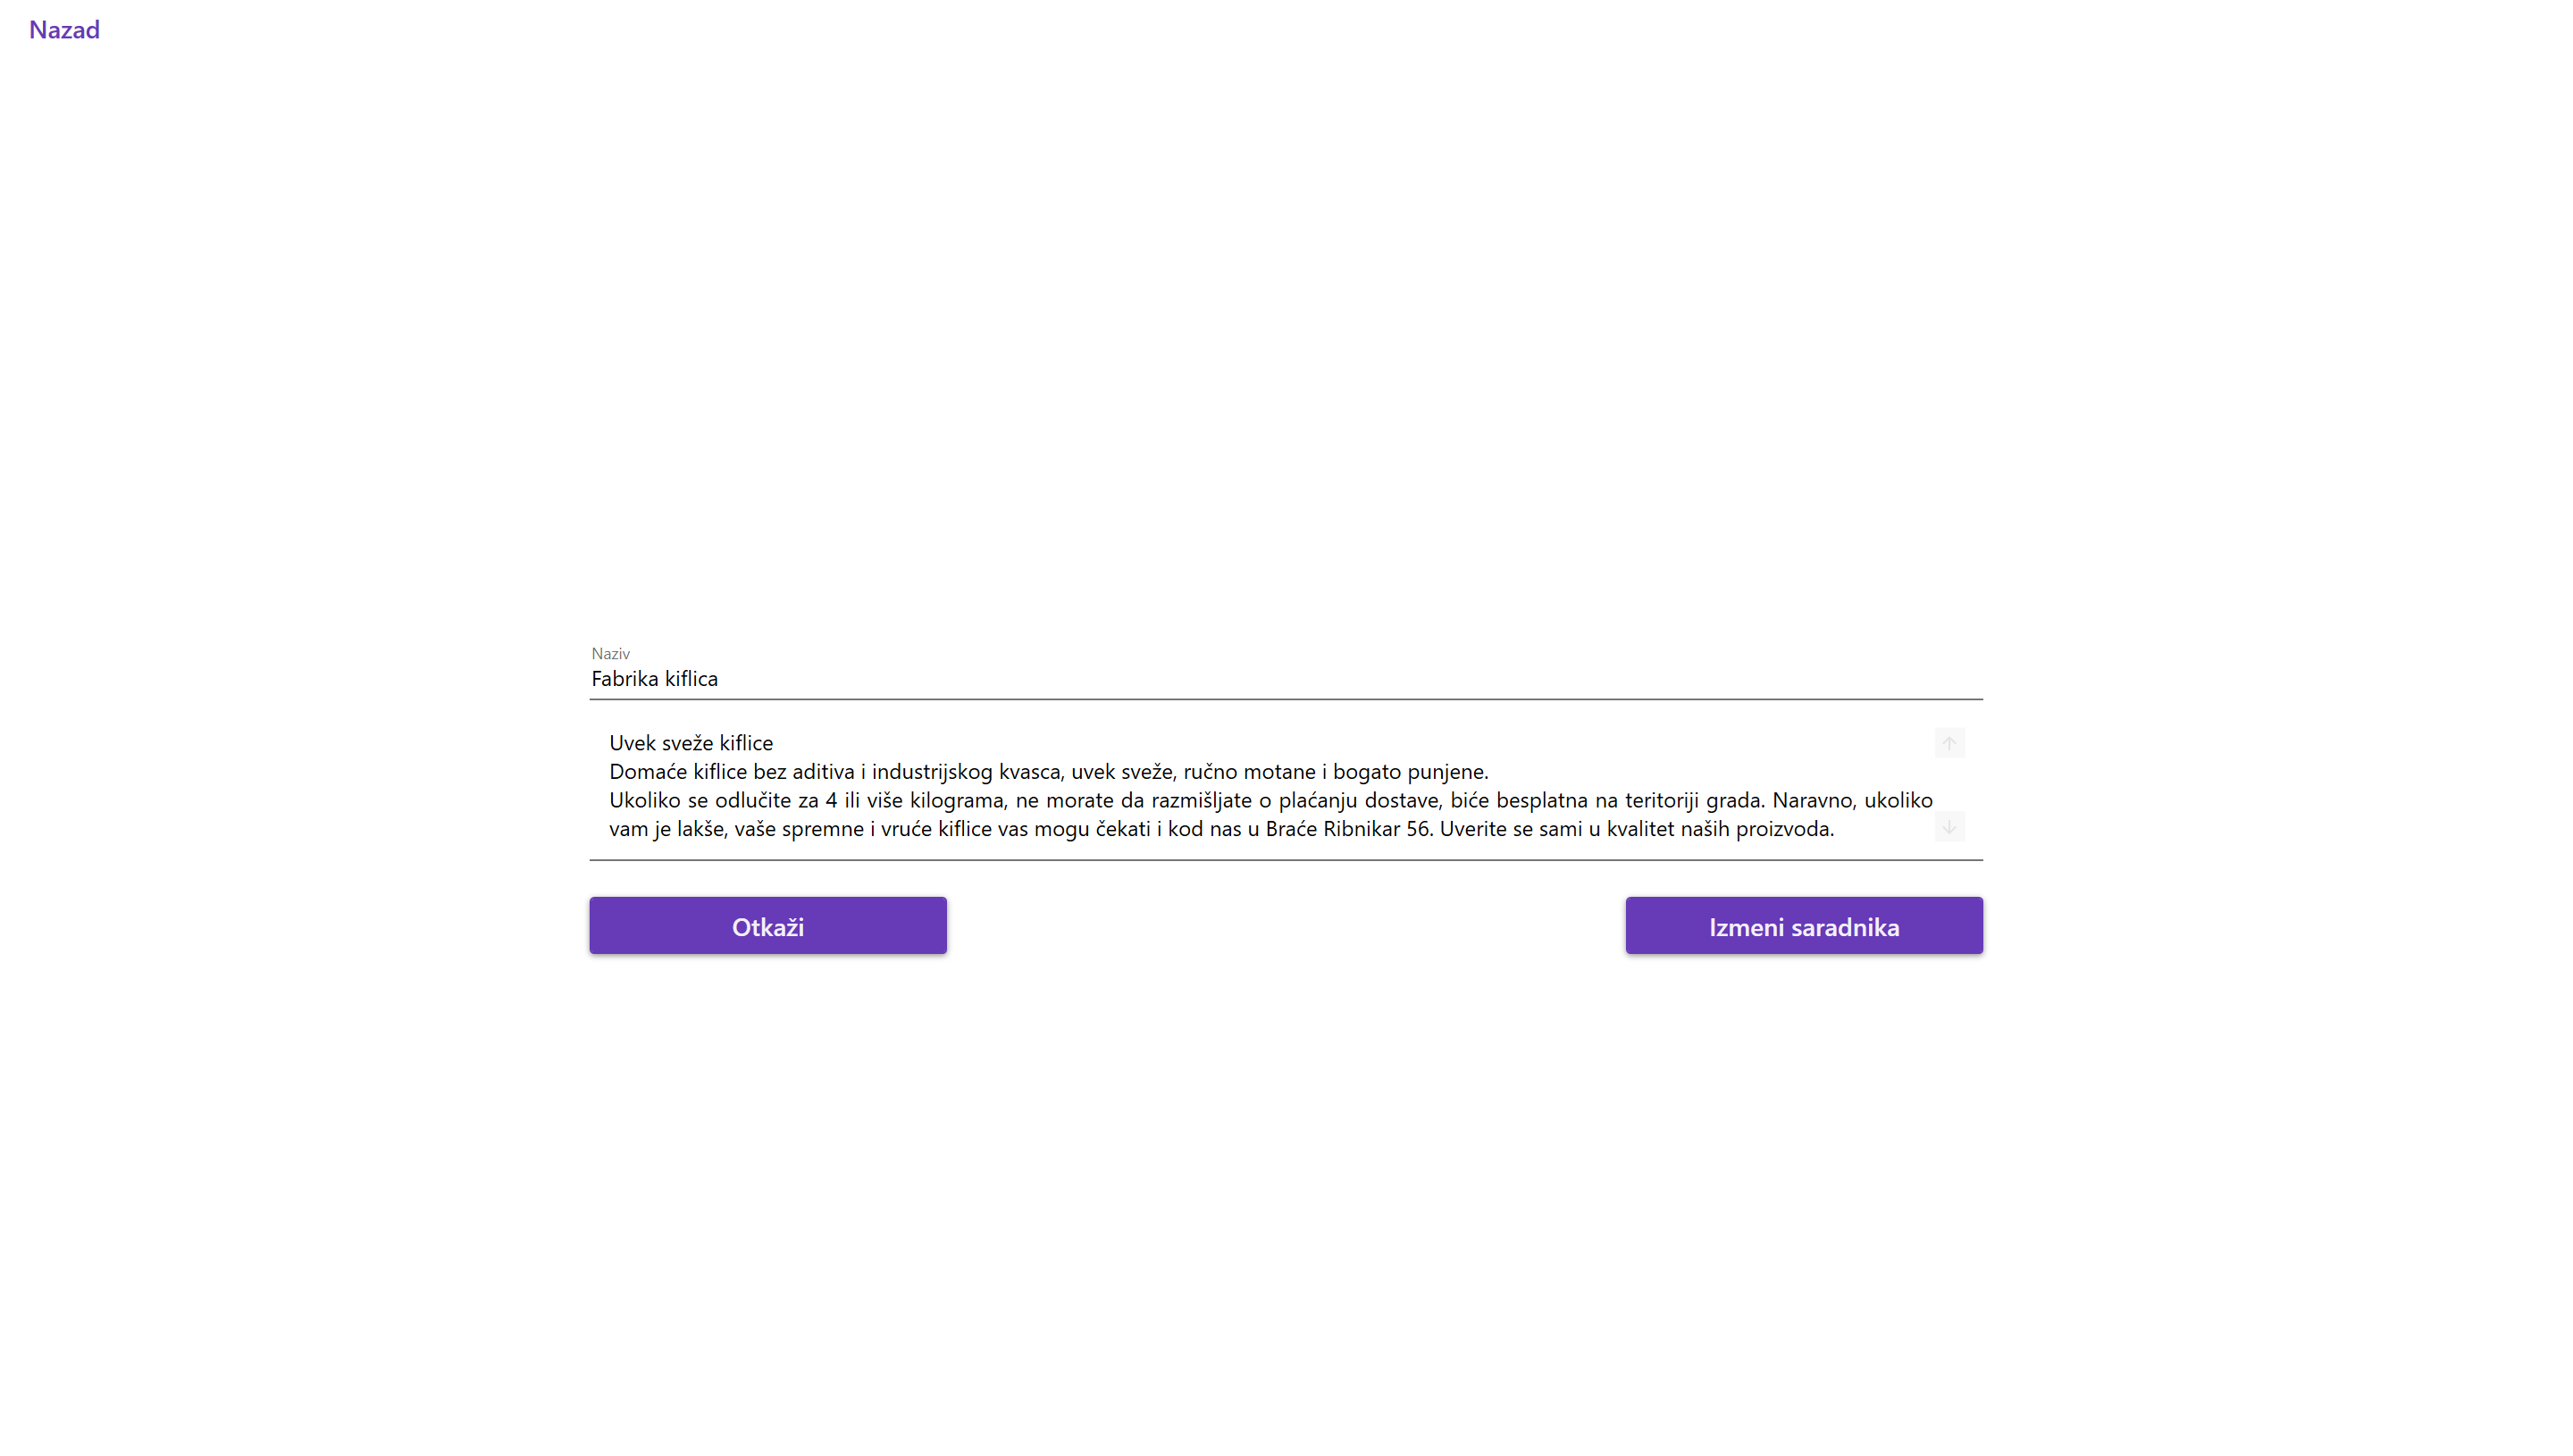 Nazad
Naziv
Fabrika kiflica
Uvek sveže kiflice
Domaće kiflice bez aditiva i industrijskog kvasca, uvek sveže, ručno motane i bogato punjene.
Ukoliko se odlučite za 4 ili više kilograma, ne morate da razmišljate o plaćanju dostave, biće besplatna na teritoriji grada. Naravno, ukoliko
vam je lakše, vaše spremne i vruće kiflice vas mogu čekati i kod nas u Braće Ribnikar 56. Uverite se sami u kvalitet naših proizvoda.
Otkaži
Izmeni saradnika